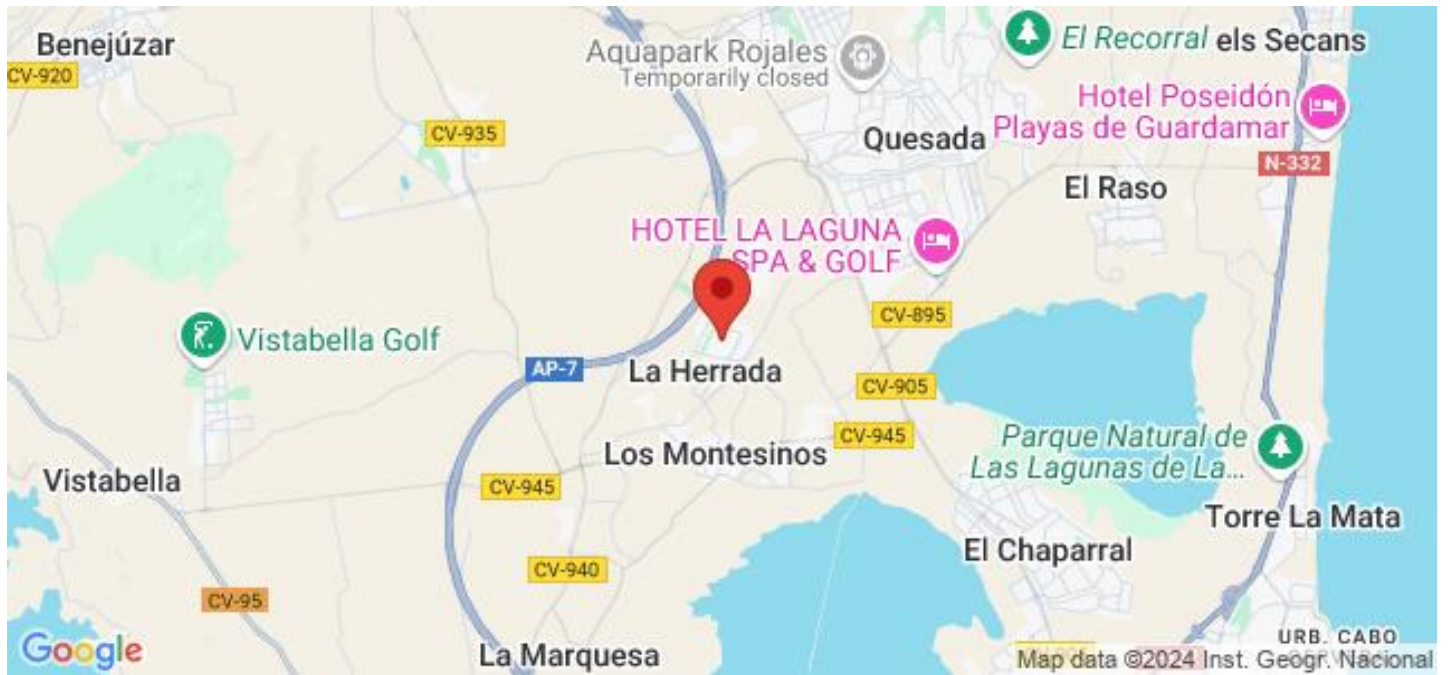 Benejúzar
CV-920
Aquapark Rojales
Temporarily closed
El Recorral
els Secans
Hotel Poseidón
Playas de Guardamar
CV-935
Quesada
N-332
El Raso
HOTEL LA LAGUNA
SPA & GOLF
CV-895
Vistabella Golf
AP-7
La Herrada
CV-905
CV-945
Parque Natural de
Las Lagunas de La...
Los Montesinos
Vistabella
CV-945
Torre La Mata
El Chaparral
CV-940
CV-95
URB. CABO
La Marquesa
Google
Map data ©2024 Inst. Geogr. Nacional